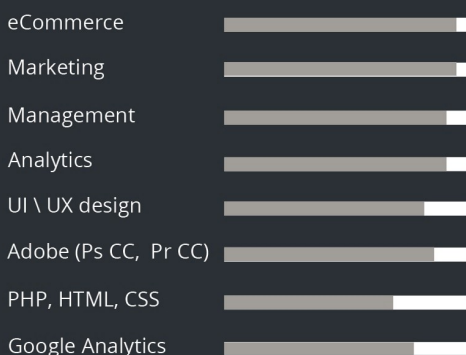 eCommerce
Marketing
Management
Analytics
UI \ UX design
Adobe (Ps CC, Pr CC)
PHP, HTML, CSS
Google Analytics